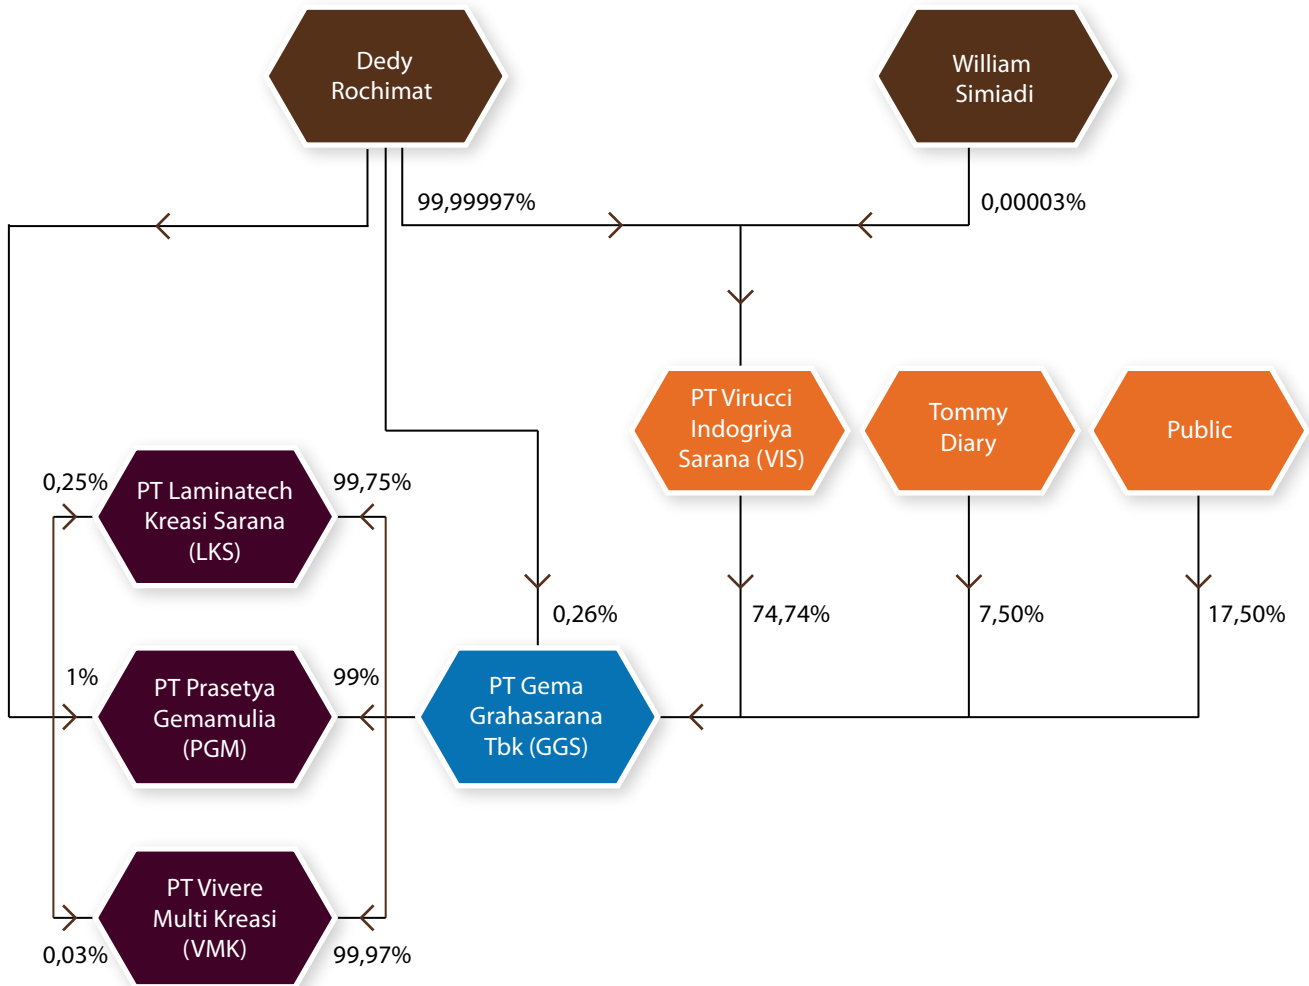 Dedy
Rochimat
William
Simiadi
99,99997%
0,00003%
PT Virucci
Indogriya
Sarana (VIS)
Tommy
Diary
Public
0,25%
PT Laminatech
Kreasi Sarana
(LKS)
99,75%
0,26%
74,74%
7,50%
17,50%
1%
PT Prasetya
Gemamulia
(PGM)
99%
PT Gema
Grahasarana
Tbk (GGS)
PT Vivere
Multi Kreasi
(VMK)
0,03%
99,97%